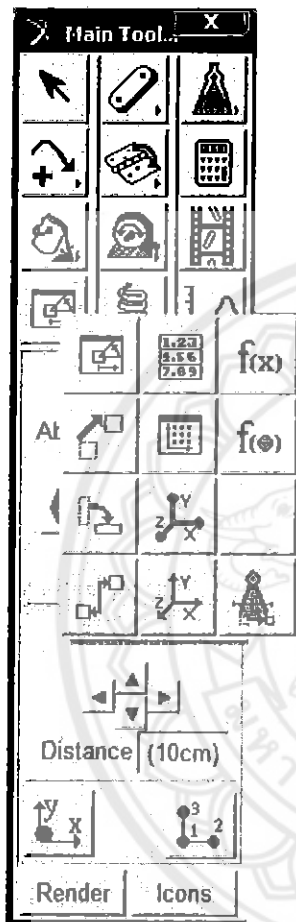 Main Tool... X
1.23
4.56
7.89
f(x)
f(⊕)
Y
Z X
Y
Z X
Distance (10cm)
y
x
3
1 2
Render Icons